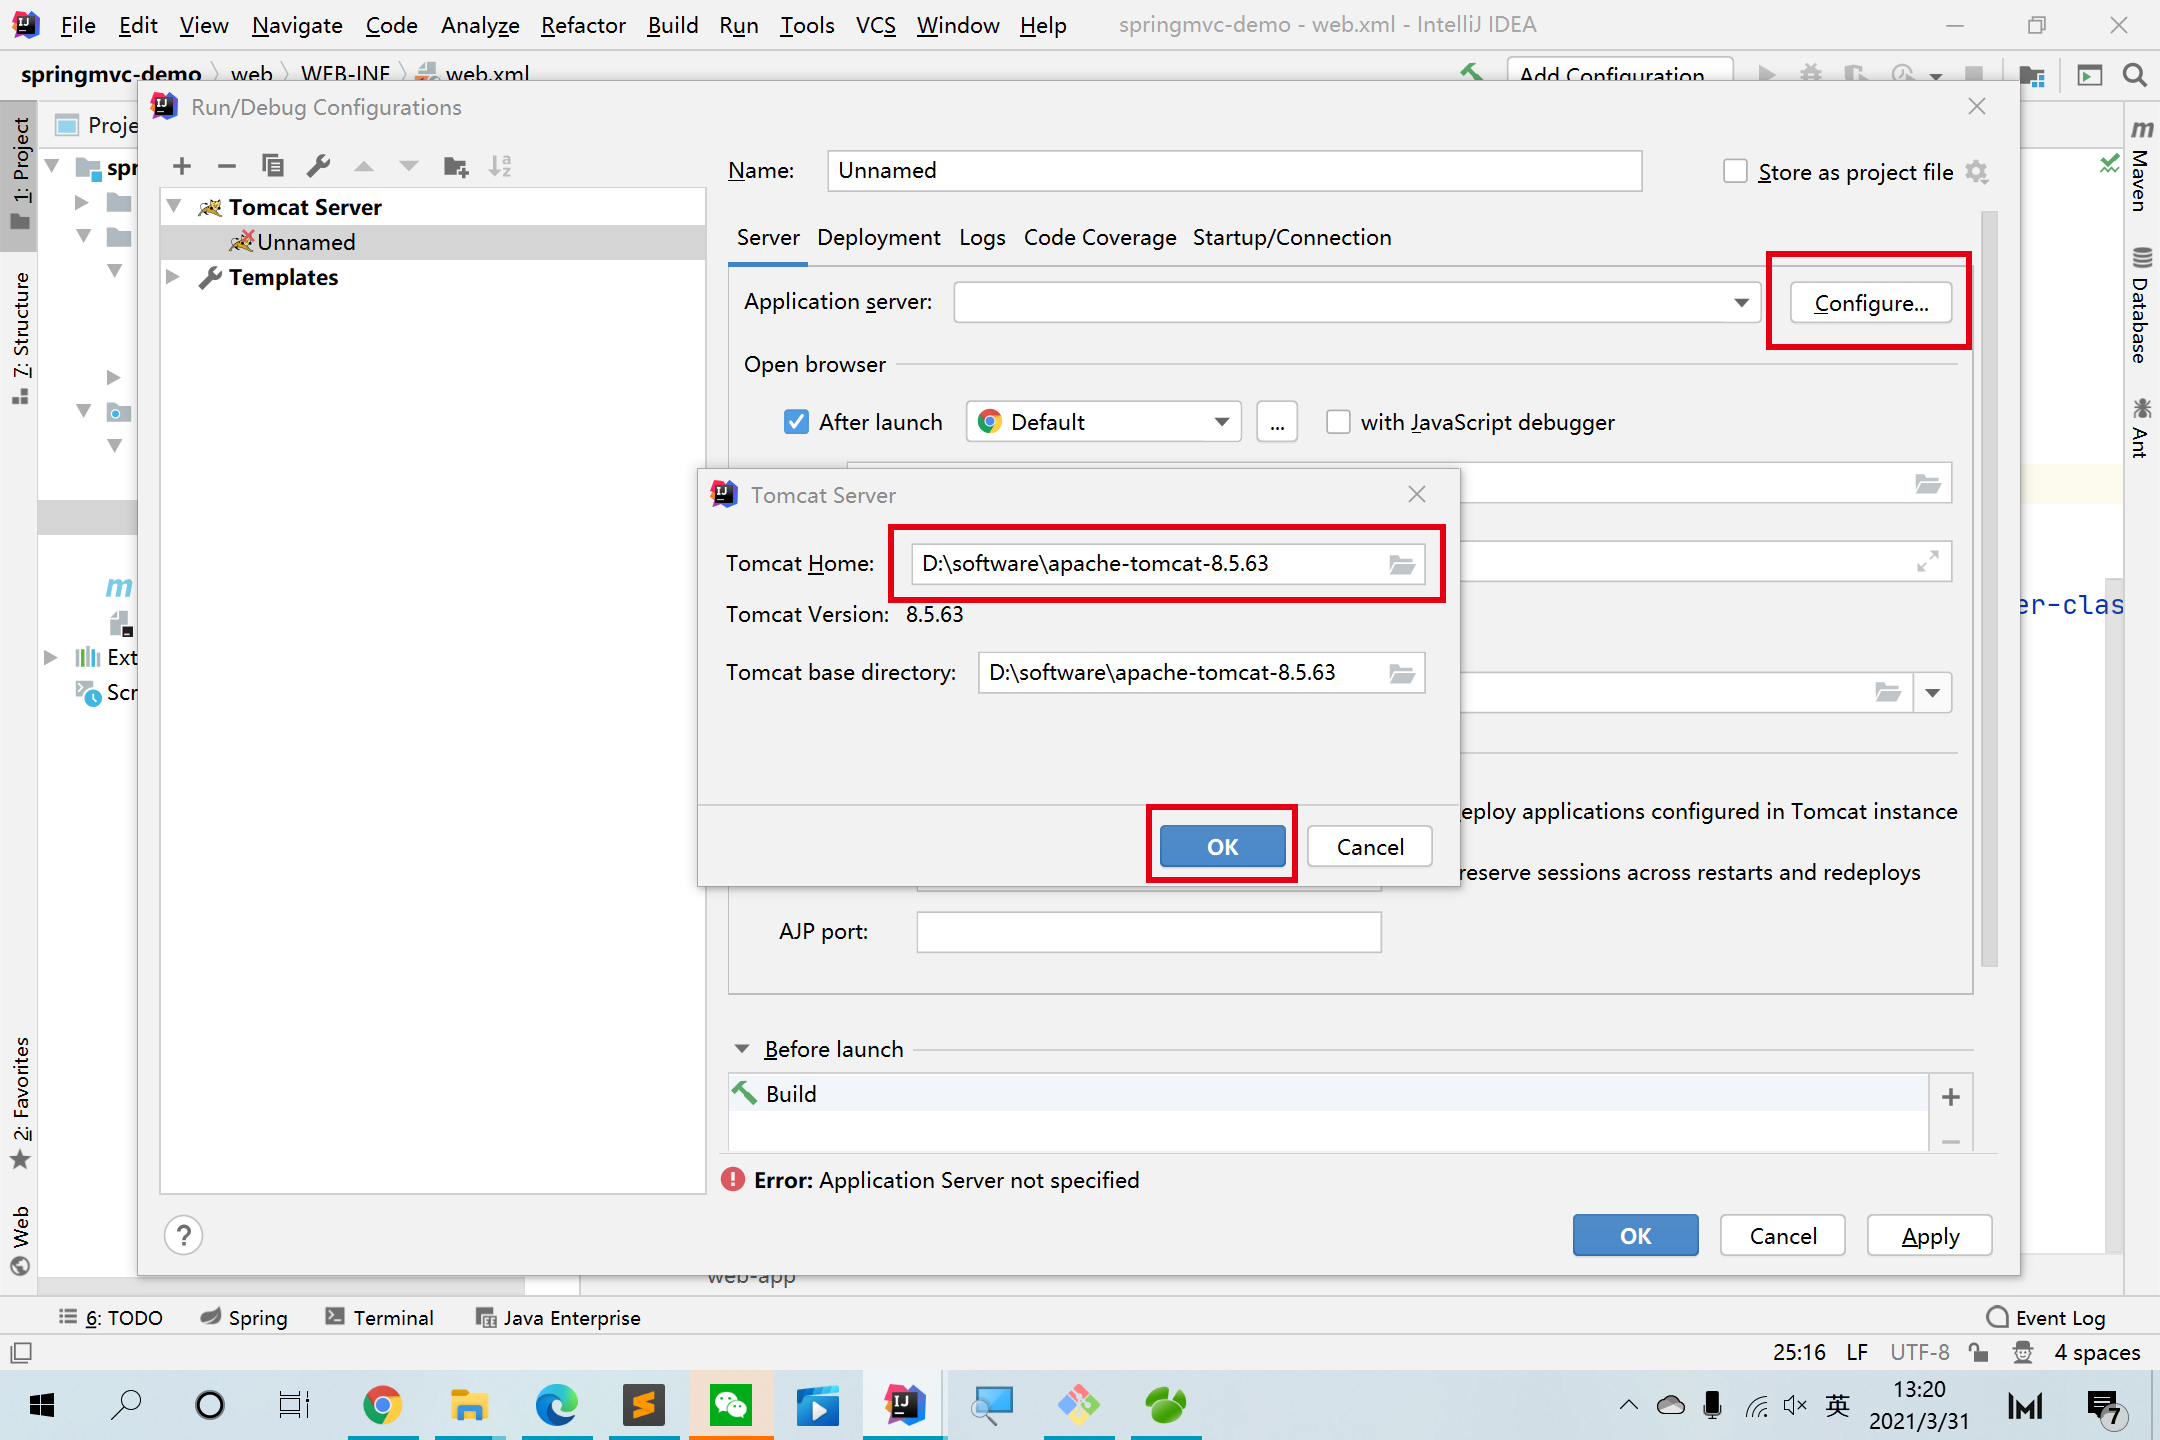 File Edit View Navigate Code Analyze Refactor Build Run Tools VCS Window Help springmvc-demo - web.xml - IntelliJ IDEA
springmvc-demo web WEB-INF web.xml Add Configuration
Run/Debug Configurations
1: Project
7: Structure
2: Favorites
Web
Maven
Database
Ant
Proje
spr
Ext
Scr
Tomcat Server
Unnamed
Templates
Name: Unnamed Store as project file
Server Deployment Logs Code Coverage Startup/Connection
Application server: Configure...
Open browser
After launch Default ... with JavaScript debugger
Tomcat Server
Tomcat Home: D:\software\apache-tomcat-8.5.63
Tomcat Version: 8.5.63
Tomcat base directory: D:\software\apache-tomcat-8.5.63
OK Cancel
er-clas
eploy applications configured in Tomcat instance
reserve sessions across restarts and redeploys
AJP port:
Before launch
Build
Error: Application Server not specified
? OK Cancel Apply
web-app
6: TODO Spring Terminal Java Enterprise Event Log
25:16 LF UTF-8 4 spaces
英 13:20
2021/3/31
7